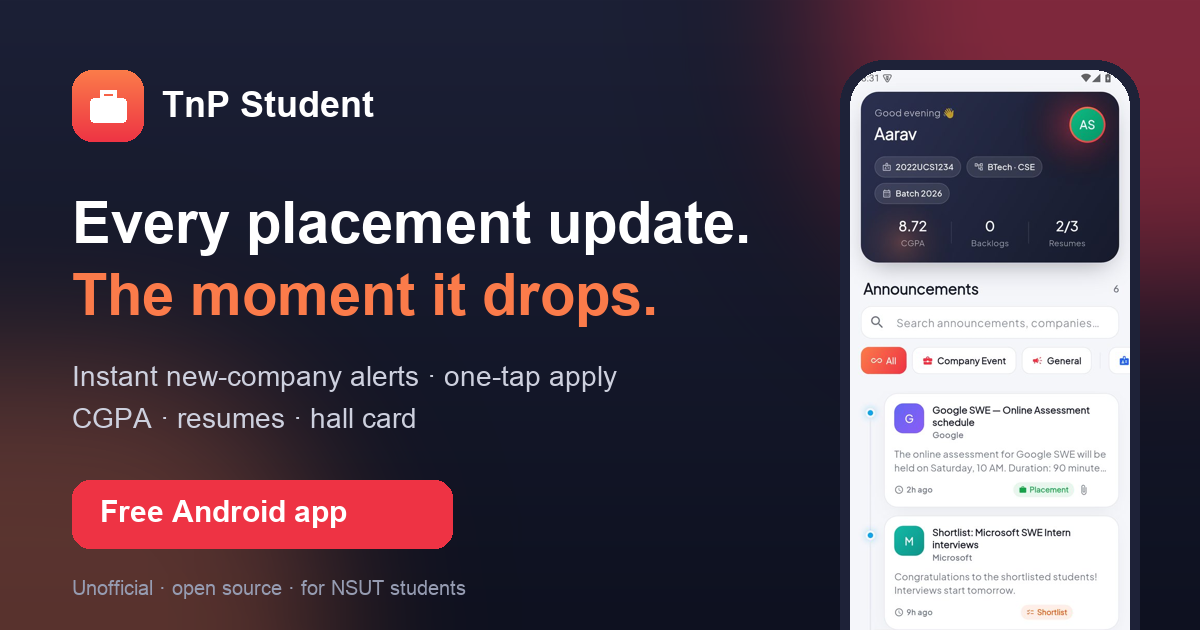 TnP Student
Every placement update.
The moment it drops.
Instant new-company alerts · one-tap apply
CGPA · resumes · hall card
Free Android app
Unofficial · open source · for NSUT students
Good evening 👋
Aarav
AS
2022UCS1234
BTech · CSE
Batch 2026
8.72
0
2/3
CGPA
Backlogs
Resumes
Announcements
6
Search announcements, companies...
All
Company Event
General
G
Google SWE — Online Assessment
schedule
Google
The online assessment for Google SWE will be
held on Saturday, 10 AM. Duration: 90 minute...
2h ago
Placement
M
Shortlist: Microsoft SWE Intern
interviews
Microsoft
Congratulations to the shortlisted students!
Interviews start tomorrow.
9h ago
Shortlist